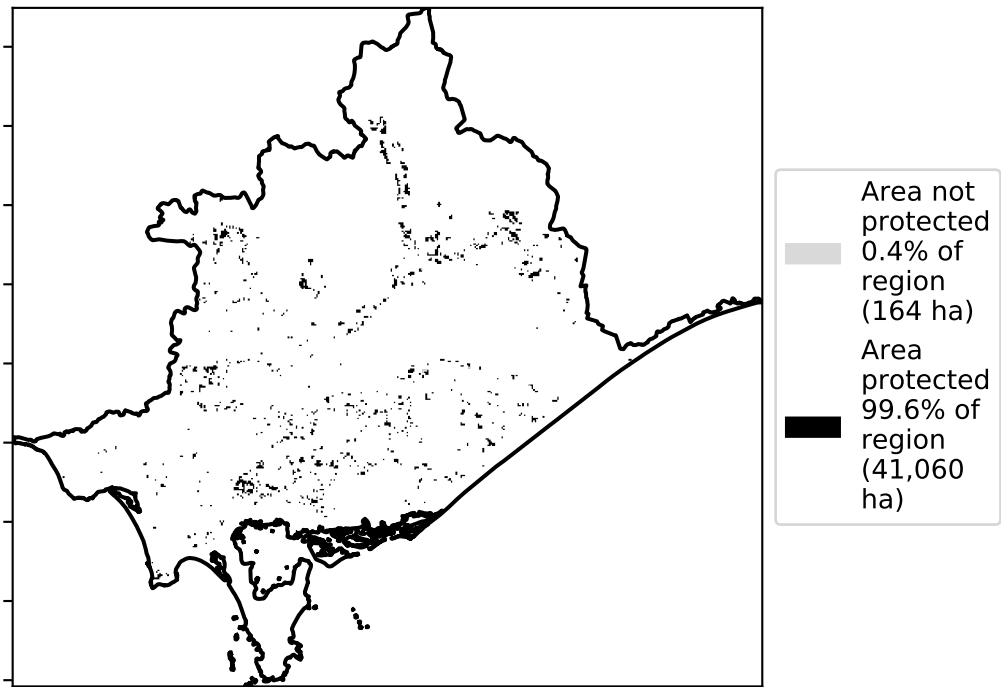 Area not
protected
0.4% of
region
(164 ha)
Area
protected
99.6% of
region
(41,060
ha)